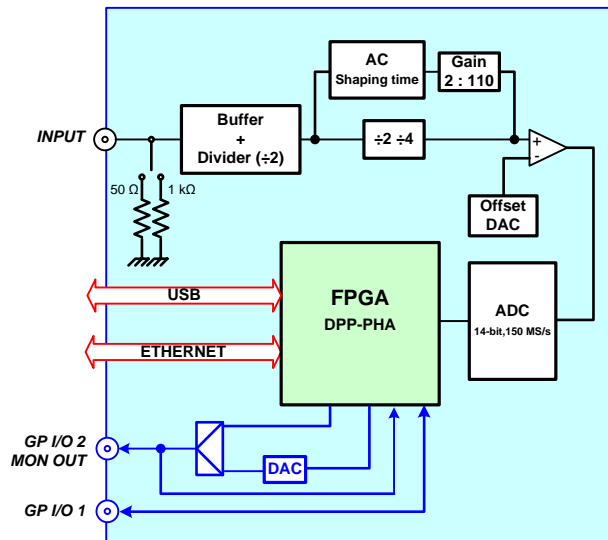 AC
Shaping time
Gain
2 : 110
INPUT
Buffer
+
Divider (÷2)
÷2 ÷4
+
-
50 Ω
1 kΩ
Offset
DAC
FPGA
DPP-PHA
ADC
14-bit,150 MS/s
USB
ETHERNET
GP I/O 2
MON OUT
DAC
GP I/O 1